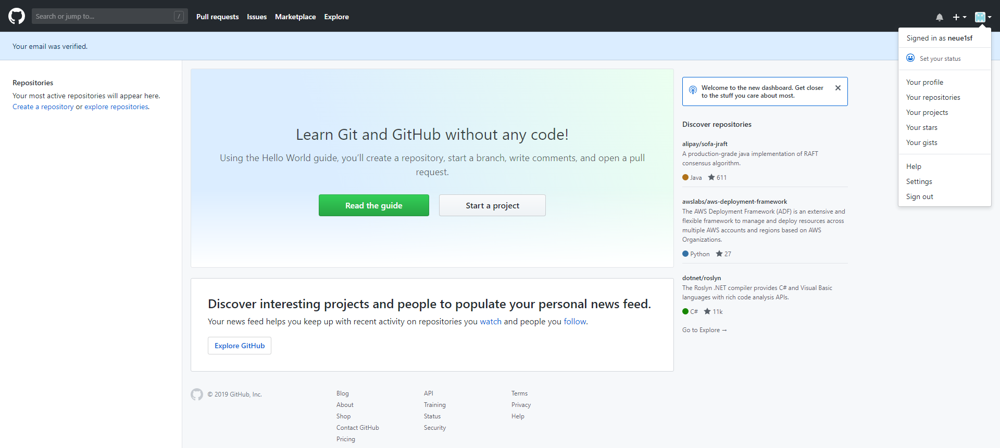 Search or jump to...
/
Pull requests
Issues
Marketplace
Explore
Your email was verified.
Signed in as neue1sf
Set your status
Your profile
Your repositories
Your projects
Your stars
Your gists
Help
Settings
Sign out
Repositories
Your most active repositories will appear here.
Create a repository or explore repositories.
Learn Git and GitHub without any code!
Using the Hello World guide, you’ll create a repository, start a branch, write comments, and open a pull
request.
Read the guide
Start a project
Discover interesting projects and people to populate your personal news feed.
Your news feed helps you keep up with recent activity on repositories you watch and people you follow.
Explore GitHub
Welcome to the new dashboard. Get closer
to the stuff you care about most.
Discover repositories
alipay/sofa-jraft
A production-grade java implementation of RAFT
consensus algorithm.
Java 611
awslabs/aws-deployment-framework
The AWS Deployment Framework (ADF) is an extensive and
flexible framework to manage and deploy resources across
multiple AWS accounts and regions based on AWS
Organizations.
Python 27
dotnet/roslyn
The Roslyn .NET compiler provides C# and Visual Basic
languages with rich code analysis APIs.
C# 11k
Go to Explore →
© 2019 GitHub, Inc.
Blog
About
Shop
Contact GitHub
Pricing
API
Training
Status
Security
Terms
Privacy
Help